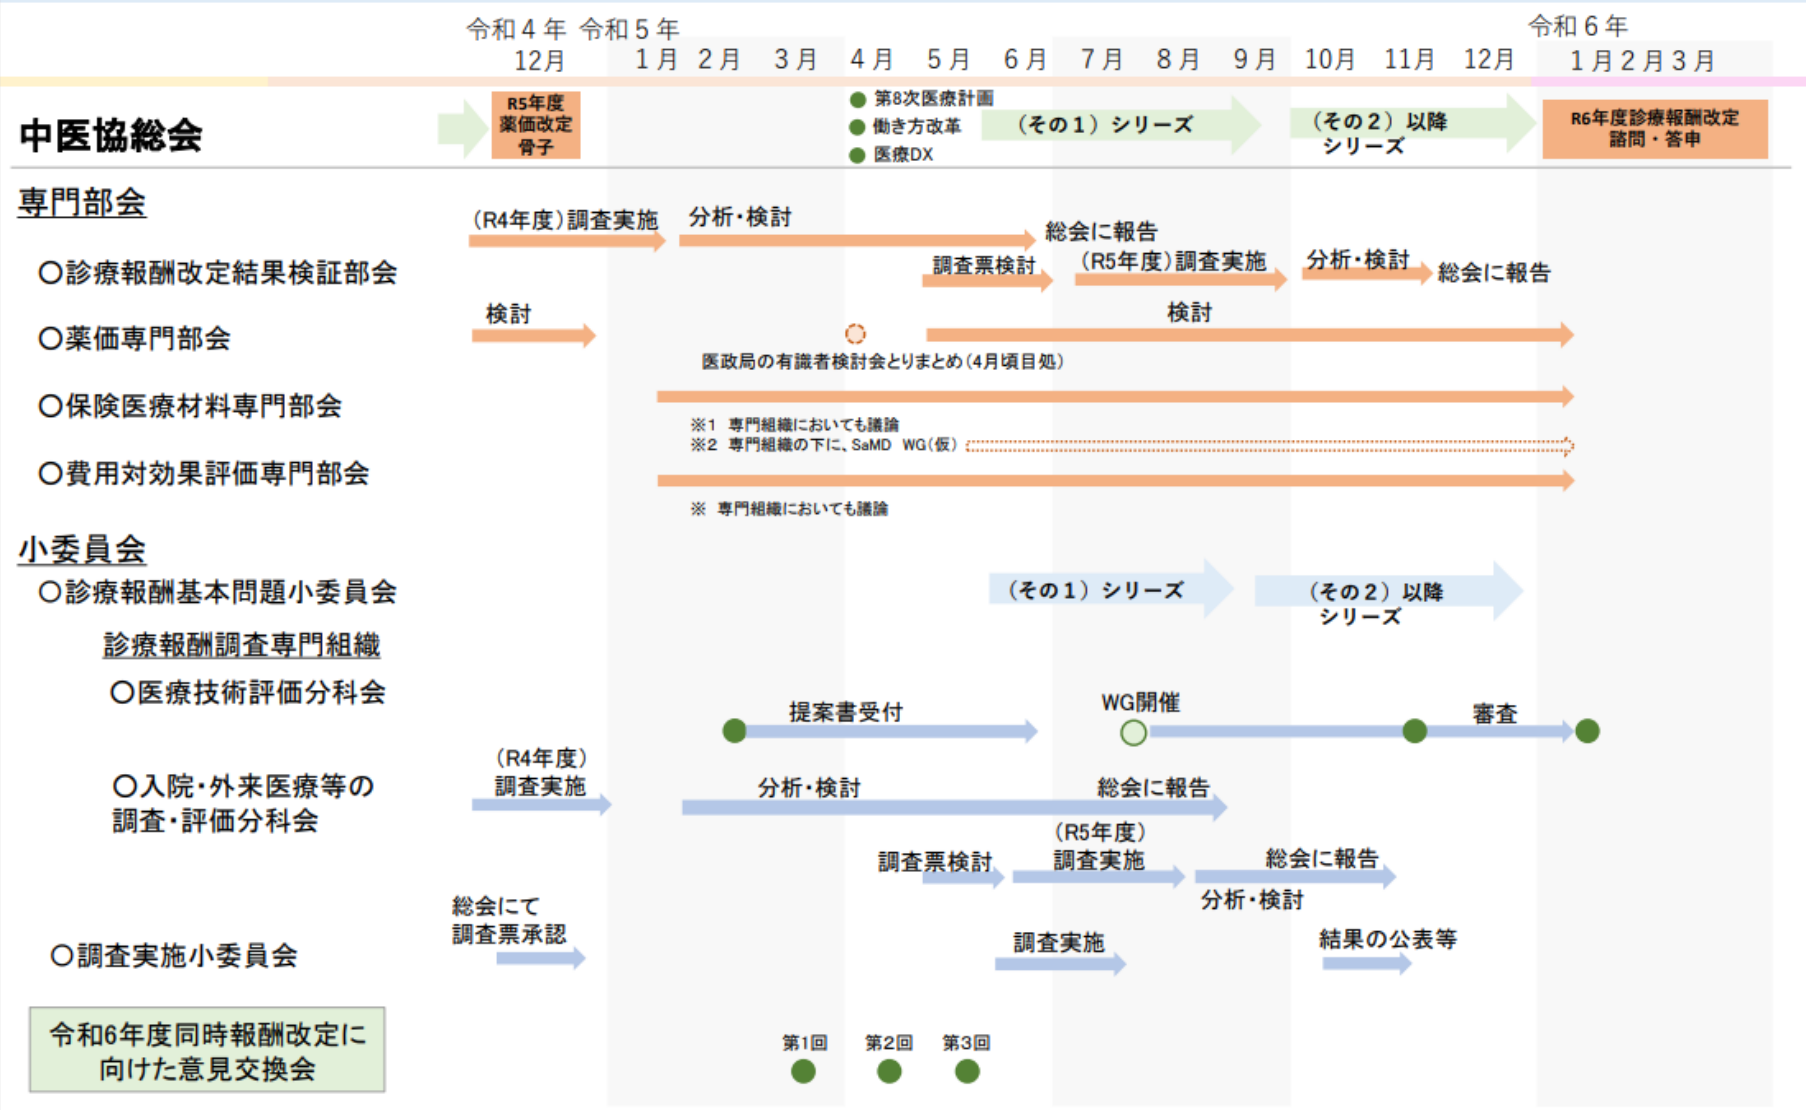 令和４年 令和５年 令和６年
12月 １月 ２月 ３月 ４月 ５月 ６月 ７月 ８月 ９月 10月 11月 12月 １月２月３月
中医協総会
R5年度
薬価改定
骨子
第8次医療計画
働き方改革
医療DX
（その１）シリーズ
（その２）以降
シリーズ
R6年度診療報酬改定
諮問・答申
専門部会
（R4年度）調査実施
分析・検討
総会に報告
○診療報酬改定結果検証部会
調査票検討
（R5年度）調査実施
分析・検討
総会に報告
○薬価専門部会
検討
検討
医政局の有識者検討会とりまとめ（4月頃目処）
○保険医療材料専門部会
※1 専門組織においても議論
※2 専門組織の下に、SaMD WG（仮）
○費用対効果評価専門部会
※ 専門組織においても議論
小委員会
○診療報酬基本問題小委員会
（その１）シリーズ
（その２）以降
シリーズ
診療報酬調査専門組織
○医療技術評価分科会
提案書受付
WG開催
審査
○入院・外来医療等の
調査・評価分科会
（R4年度）
調査実施
分析・検討
総会に報告
調査票検討
（R5年度）
調査実施
総会に報告
分析・検討
○調査実施小委員会
総会にて
調査票承認
調査実施
結果の公表等
令和6年度同時報酬改定に
向けた意見交換会
第1回
第2回
第3回